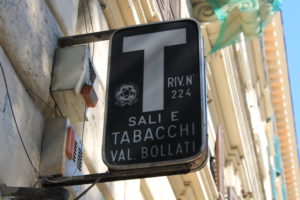 T
RIV. N°
224
SALI E
TABACCHI
VAL. BOLLATI